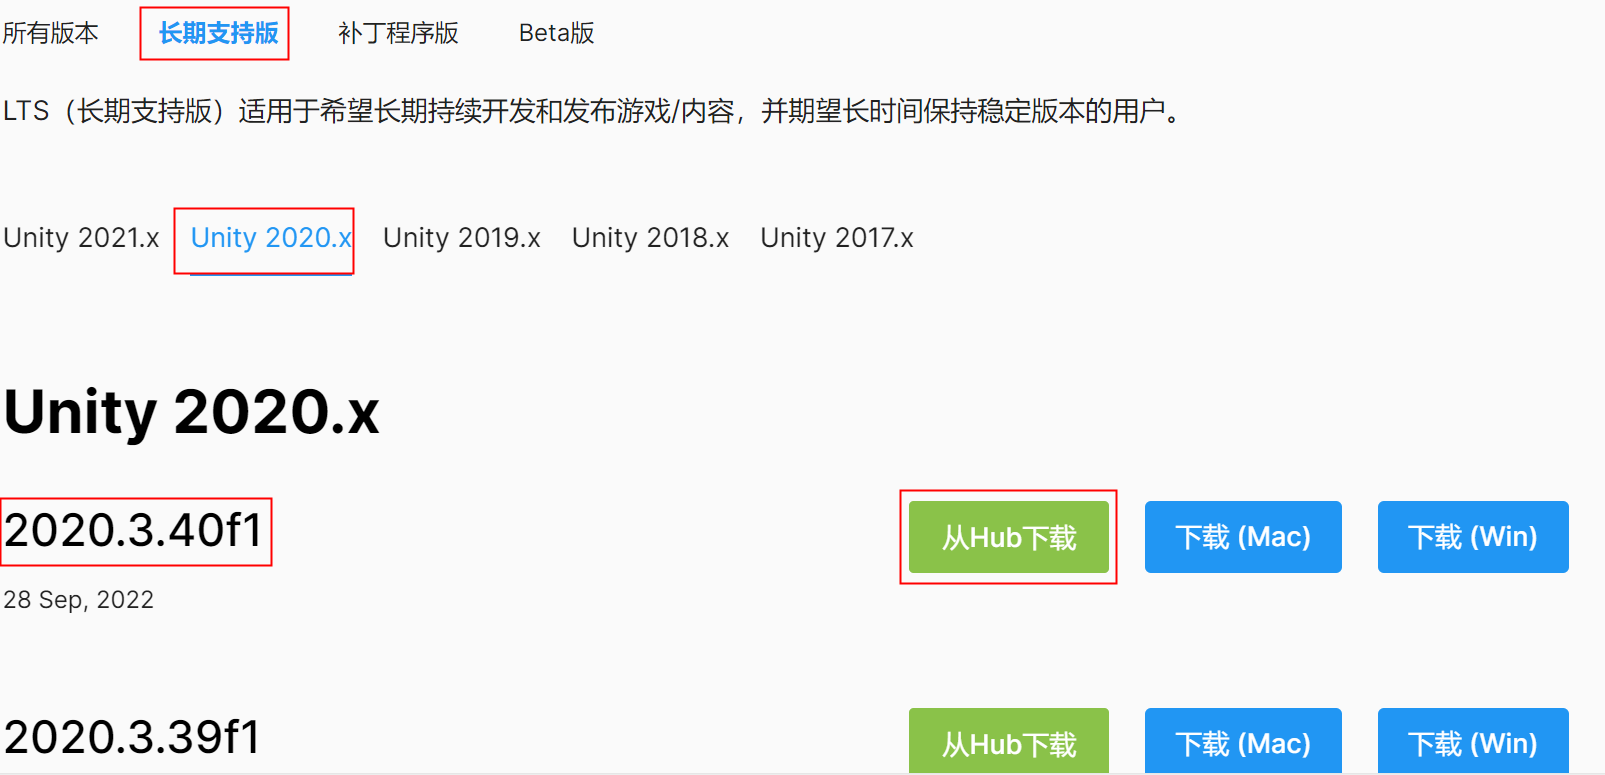 所有版本 长期支持版 补丁程序版 Beta版
LTS（长期支持版）适用于希望长期持续开发和发布游戏/内容，并期望长时间保持稳定版本的用户。
Unity 2021.x Unity 2020.x Unity 2019.x Unity 2018.x Unity 2017.x
Unity 2020.x
2020.3.40f1 从Hub下载 下载 (Mac) 下载 (Win)
28 Sep, 2022
2020.3.39f1 从Hub下载 下载 (Mac) 下载 (Win)